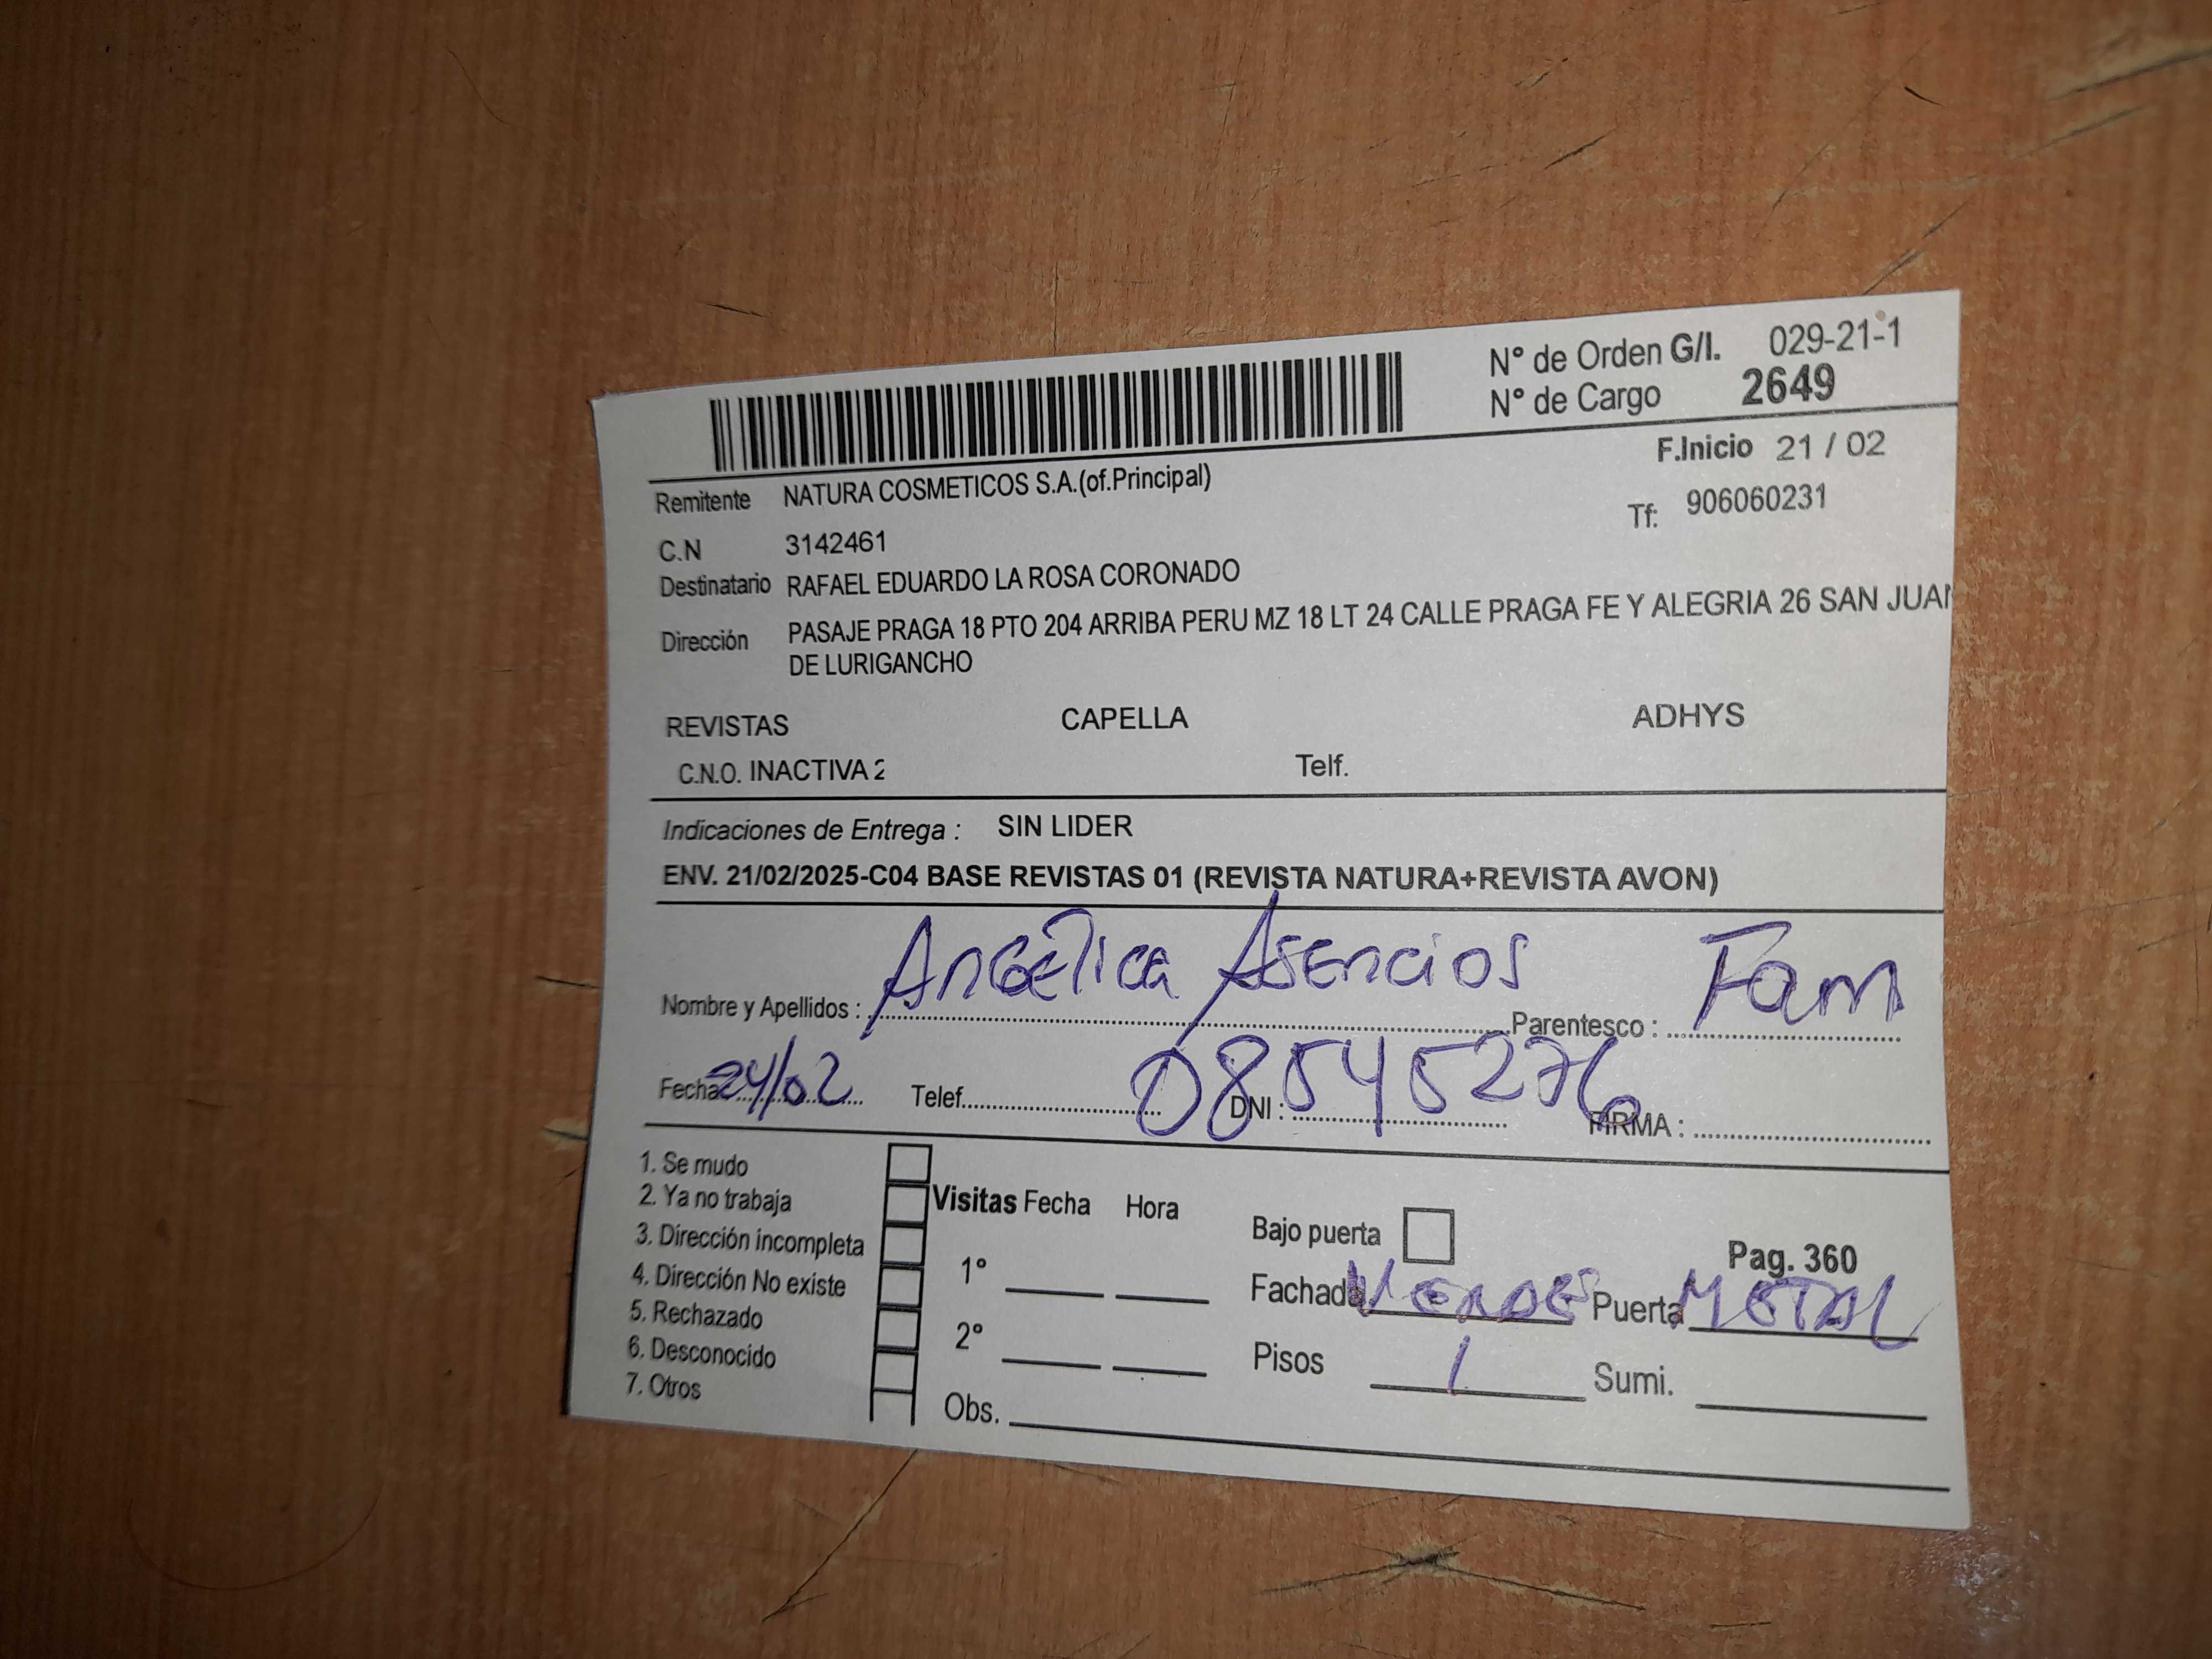 N° de Orden G/I. 029-21-1
N° de Cargo 2649
F.Inicio 21 / 02
Remitente NATURA COSMETICOS S.A.(of.Principal)
Tf: 906060231
C.N 3142461
Destinatario RAFAEL EDUARDO LA ROSA CORONADO
Dirección PASAJE PRAGA 18 PTO 204 ARRIBA PERU MZ 18 LT 24 CALLE PRAGA FE Y ALEGRIA 26 SAN JUAN
DE LURIGANCHO
REVISTAS CAPELLA ADHYS
C.N.O. INACTIVA 2 Telf.
Indicaciones de Entrega : SIN LIDER
ENV. 21/02/2025-C04 BASE REVISTAS 01 (REVISTA NATURA+REVISTA AVON)
Nombre y Apellidos : Angélica Asencios Parentesco : Fam
Fecha 24/02 Telef. DNI : 08545276 FIRMA :
1. Se mudo
2. Ya no trabaja
3. Dirección incompleta
4. Dirección No existe
5. Rechazado
6. Desconocido
7. Otros
Visitas Fecha Hora
1°
2°
Obs.
Bajo puerta Pag. 360
Fachada Puerta METAL
Pisos 1 Sumi.